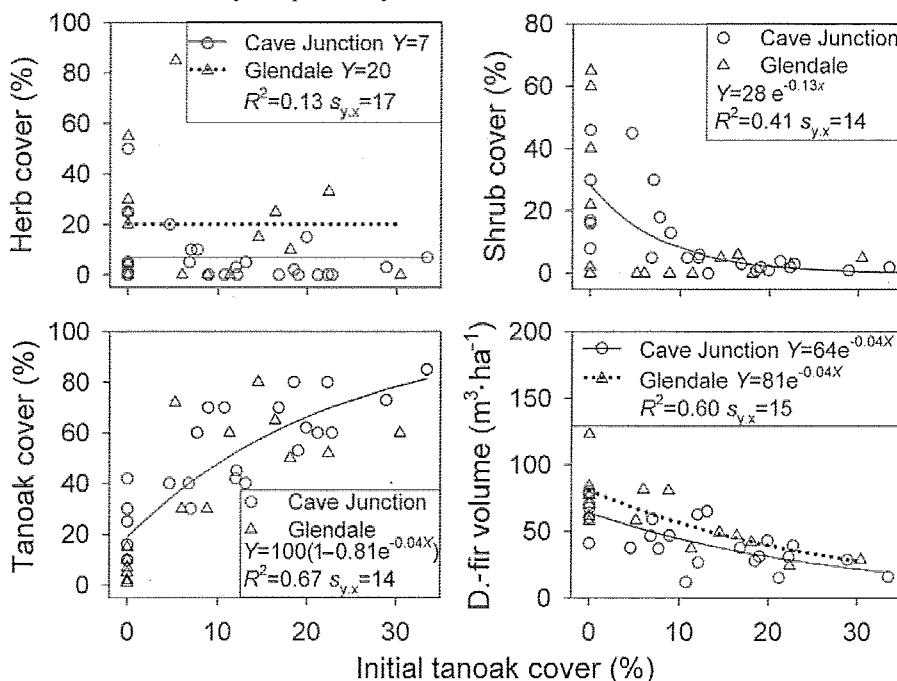 Herb cover (%)
100
80
60
40
20
0
Cave Junction Y=7
Glendale Y=20
R²=0.13 s_y.x=17
Shrub cover (%)
80
60
40
20
0
Cave Junction
Glendale
Y=28 e^-0.13x
R²=0.41 s_y.x=14
Tanoak cover (%)
100
80
60
40
20
0
Cave Junction
Glendale
Y=100(1–0.81e^-0.04X)
R²=0.67 s_y.x=14
0 10 20 30
D.-fir volume (m³·ha⁻¹)
200
150
100
50
0
Cave Junction Y=64e^-0.04X
Glendale Y=81e^-0.04X
R²=0.60 s_y.x=15
0 10 20 30
Initial tanoak cover (%)